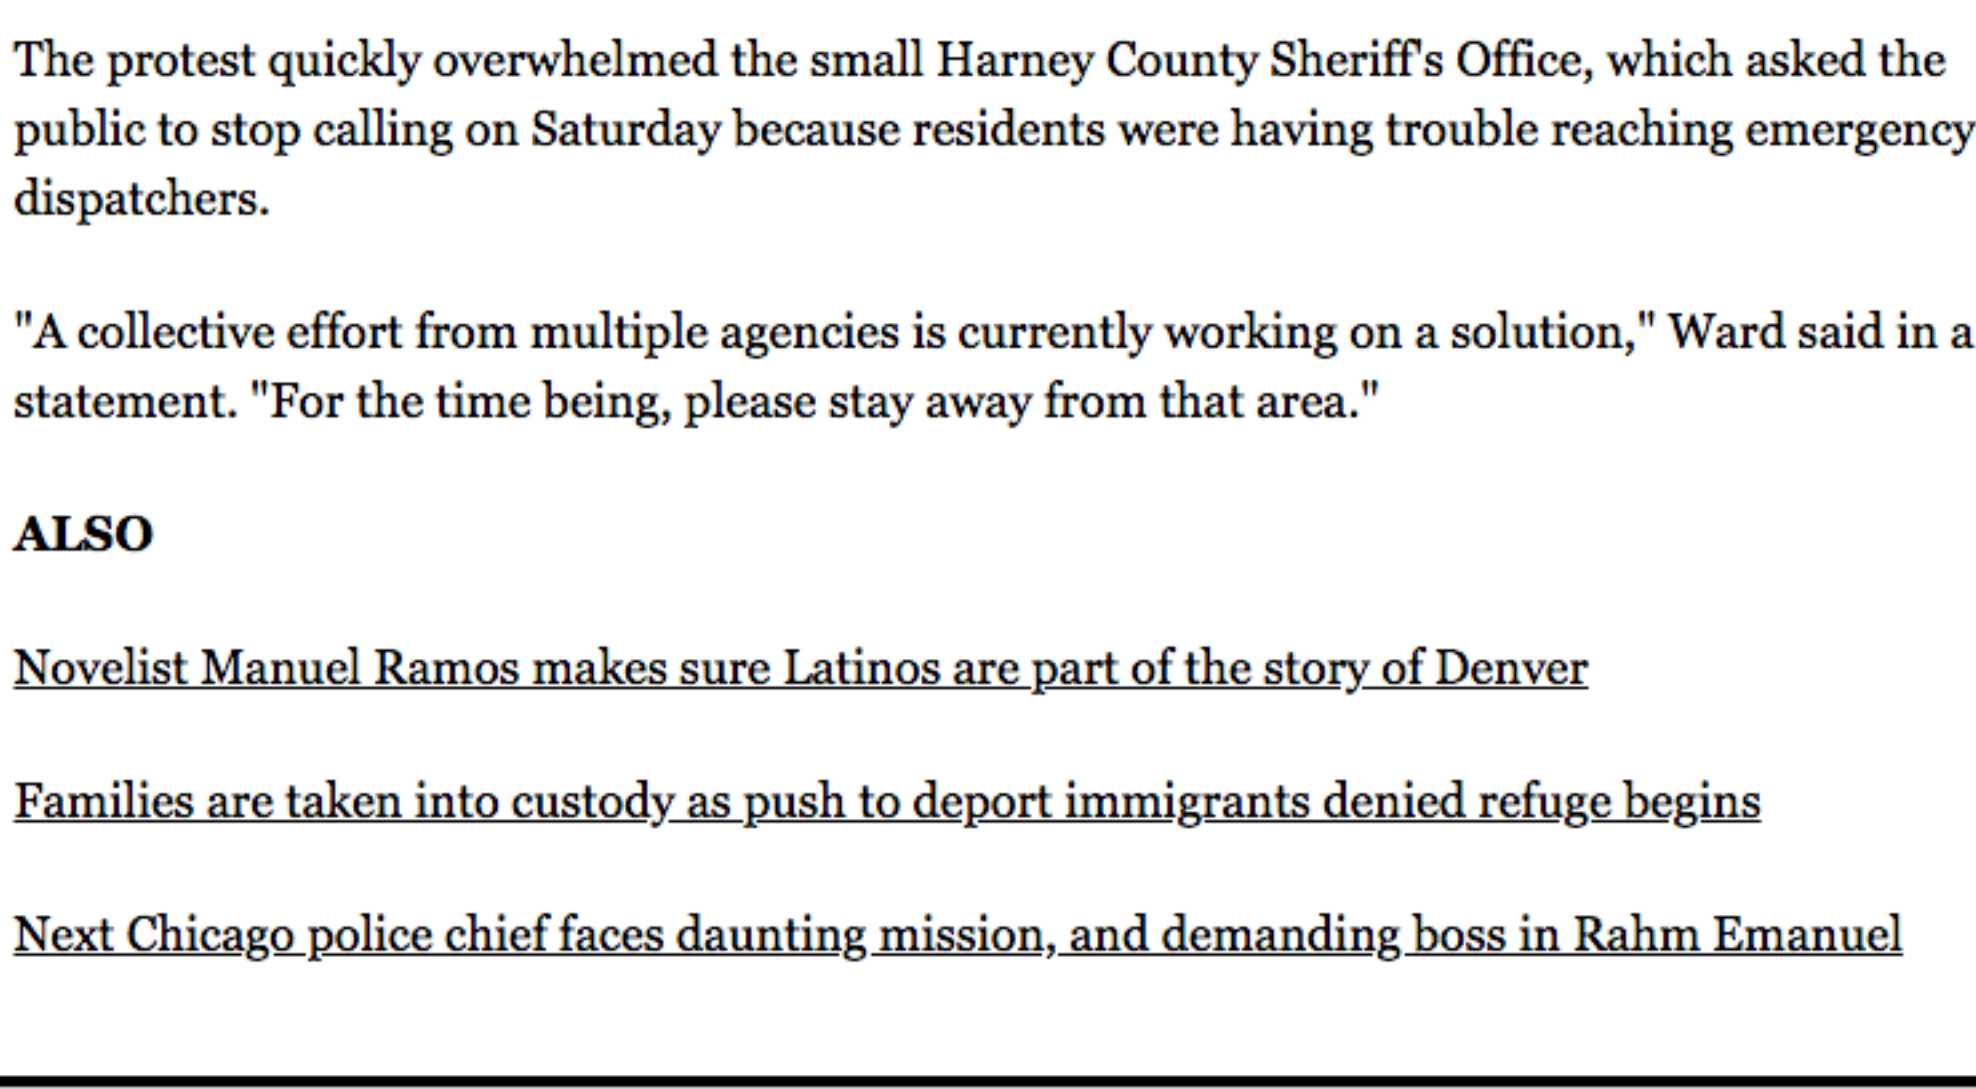 The protest quickly overwhelmed the small Harney County Sheriff's Office, which asked the
public to stop calling on Saturday because residents were having trouble reaching emergency
dispatchers.
"A collective effort from multiple agencies is currently working on a solution," Ward said in a
statement. "For the time being, please stay away from that area."
ALSO
Novelist Manuel Ramos makes sure Latinos are part of the story of Denver
Families are taken into custody as push to deport immigrants denied refuge begins
Next Chicago police chief faces daunting mission, and demanding boss in Rahm Emanuel